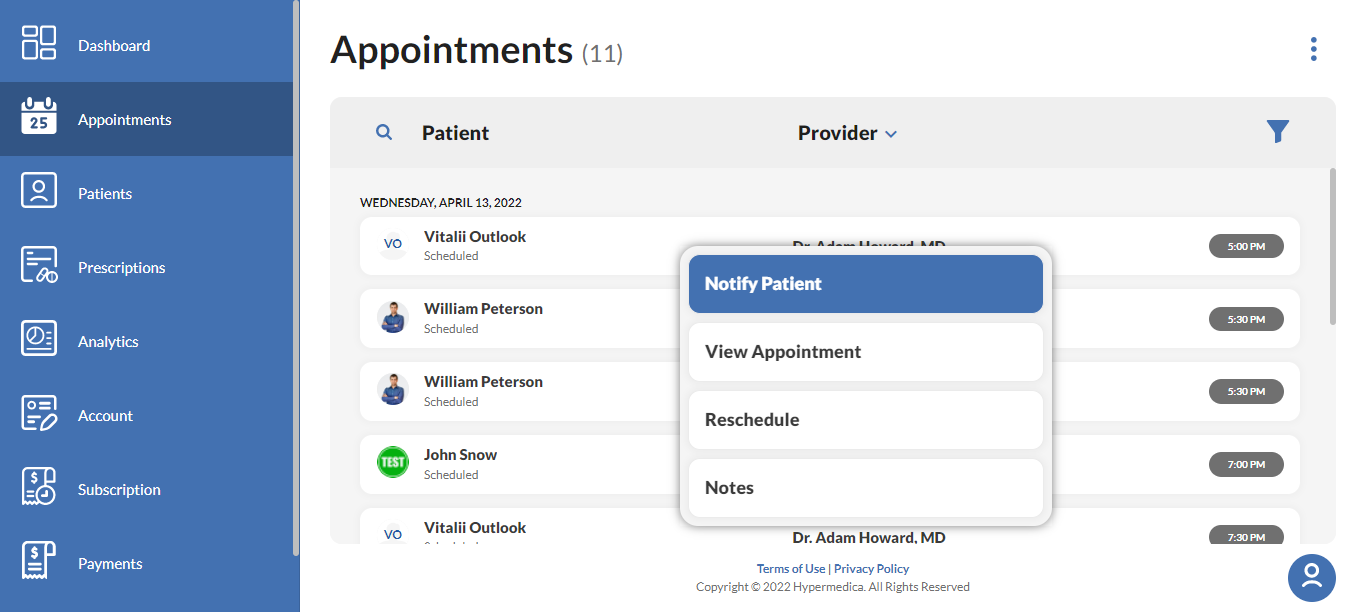 Dashboard
Appointments
Patients
Prescriptions
Analytics
Account
Subscription
Payments
25
Appointments (11)
Patient
Provider
WEDNESDAY, APRIL 13, 2022
VO
Vitalii Outlook
Scheduled
Dr. Adam Howard, MD
5:00 PM
William Peterson
Scheduled
5:30 PM
William Peterson
Scheduled
5:30 PM
TEST
John Snow
Scheduled
7:00 PM
VO
Vitalii Outlook
Dr. Adam Howard, MD
7:30 PM
Notify Patient
View Appointment
Reschedule
Notes
Terms of Use | Privacy Policy
Copyright © 2022 Hypermedica. All Rights Reserved